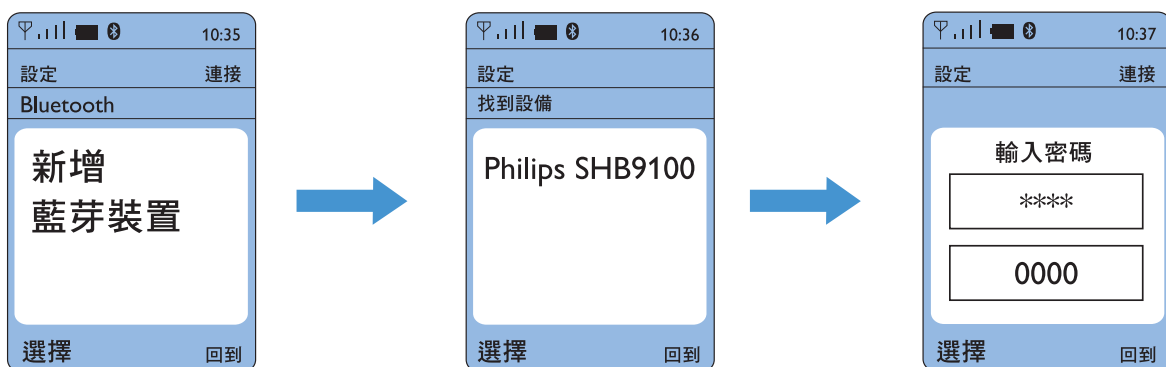 10:35
設定 連接
Bluetooth
新增
藍芽裝置
選擇 回到
10:36
設定
找到設備
Philips SHB9100
選擇 回到
10:37
設定 連接
輸入密碼
****
0000
選擇 回到